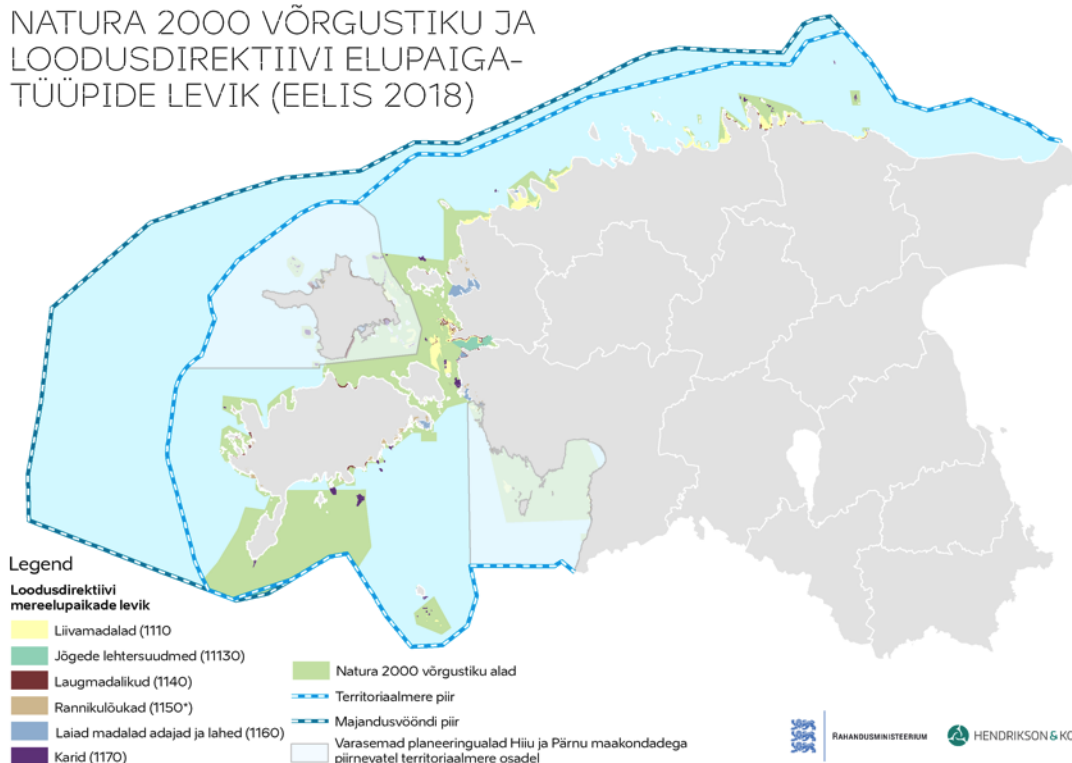 NATURA 2000 VÕRGUSTIKU JA
LOODUSDIREKTIIVI ELUPAIGA-
TÜÜPIDE LEVIK (EELIS 2018)
Legend
Loodusdirektiivi
mereelupaikade levik
Liivamadalad (1110
Jõgede lehtersuudmed (11130)
Laugmadalikud (1140)
Rannikulõukad (1150*)
Laiad madalad adajad ja lahed (1160)
Karid (1170)
Natura 2000 võrgustiku alad
Territoriaalmere piir
Majandusvööndi piir
Varasemad planeeringualad Hiiu ja Pärnu maakondadega
piirnevatel territoriaalmere osadel
RAHANDUSMINISTEERIUM
HENDRIKSON & KO